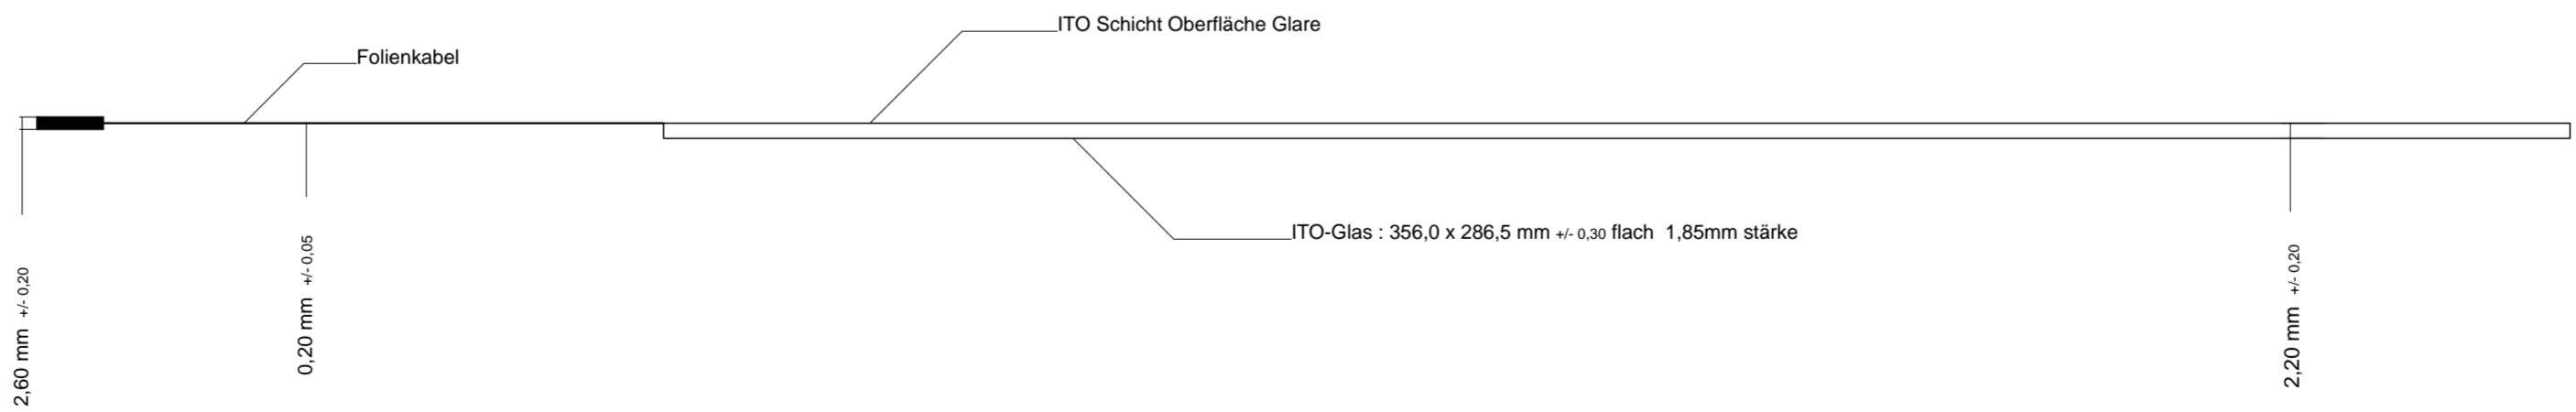 ITO Schicht Oberfläche Glare
Folienkabel
ITO-Glas : 356,0 x 286,5 mm +/- 0,30 flach 1,85mm stärke
2,60 mm +/- 0,20
0,20 mm +/- 0,05
2,20 mm +/- 0,20